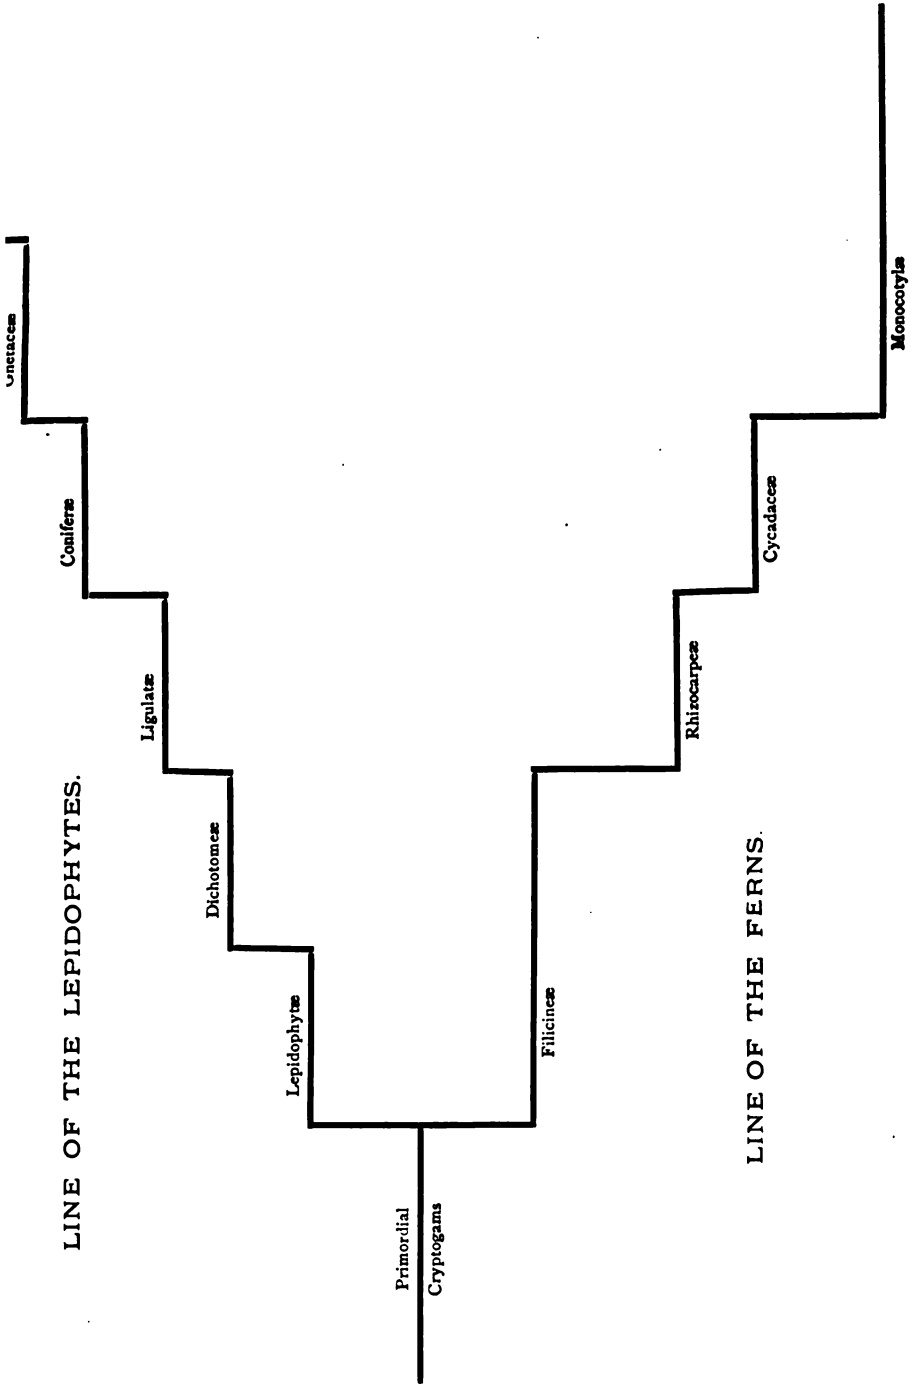 LINE OF THE LEPIDOPHYTES.
Coniferæ
Ligulatæ
Dichotomeæ
Lepidophytæ
Primordial
Cryptogams
Filicineæ
Rhizocarpeæ
Cycadaceæ
Monocotylæ
LINE OF THE FERNS.